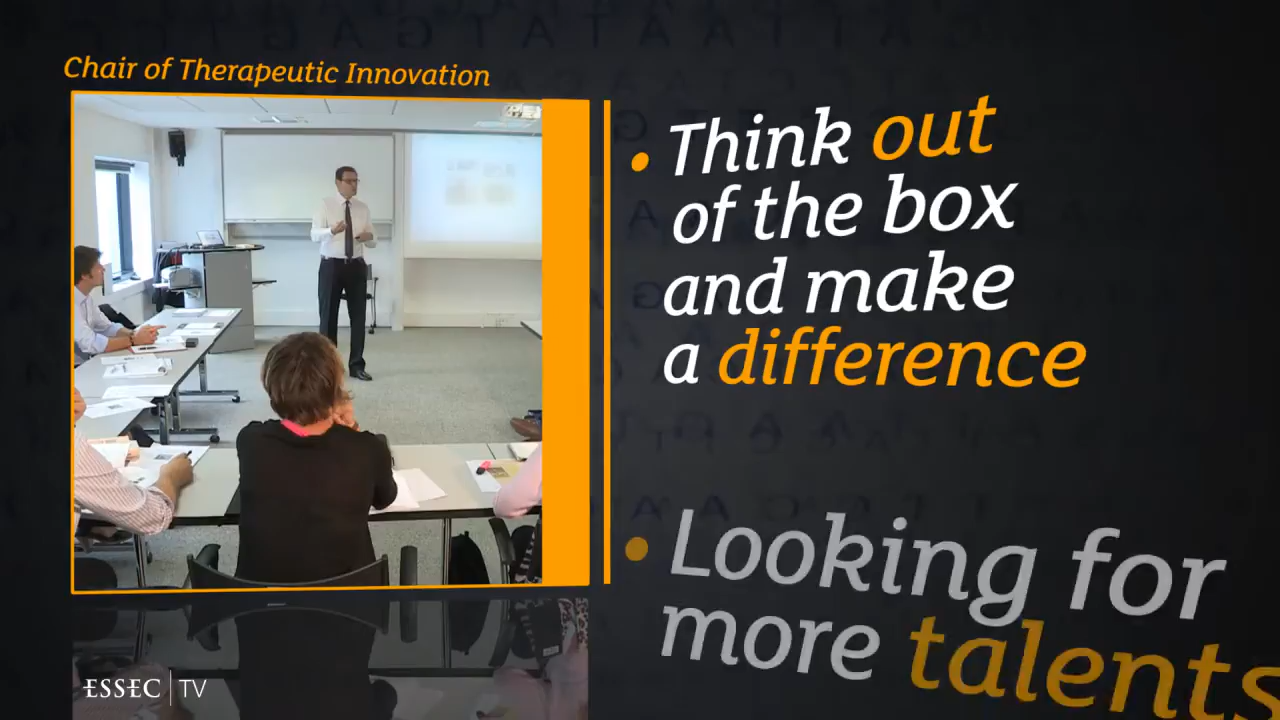 Chair of Therapeutic Innovation
• Think out
of the box
and make
a difference
• Looking for
more talents
ESSEC | TV